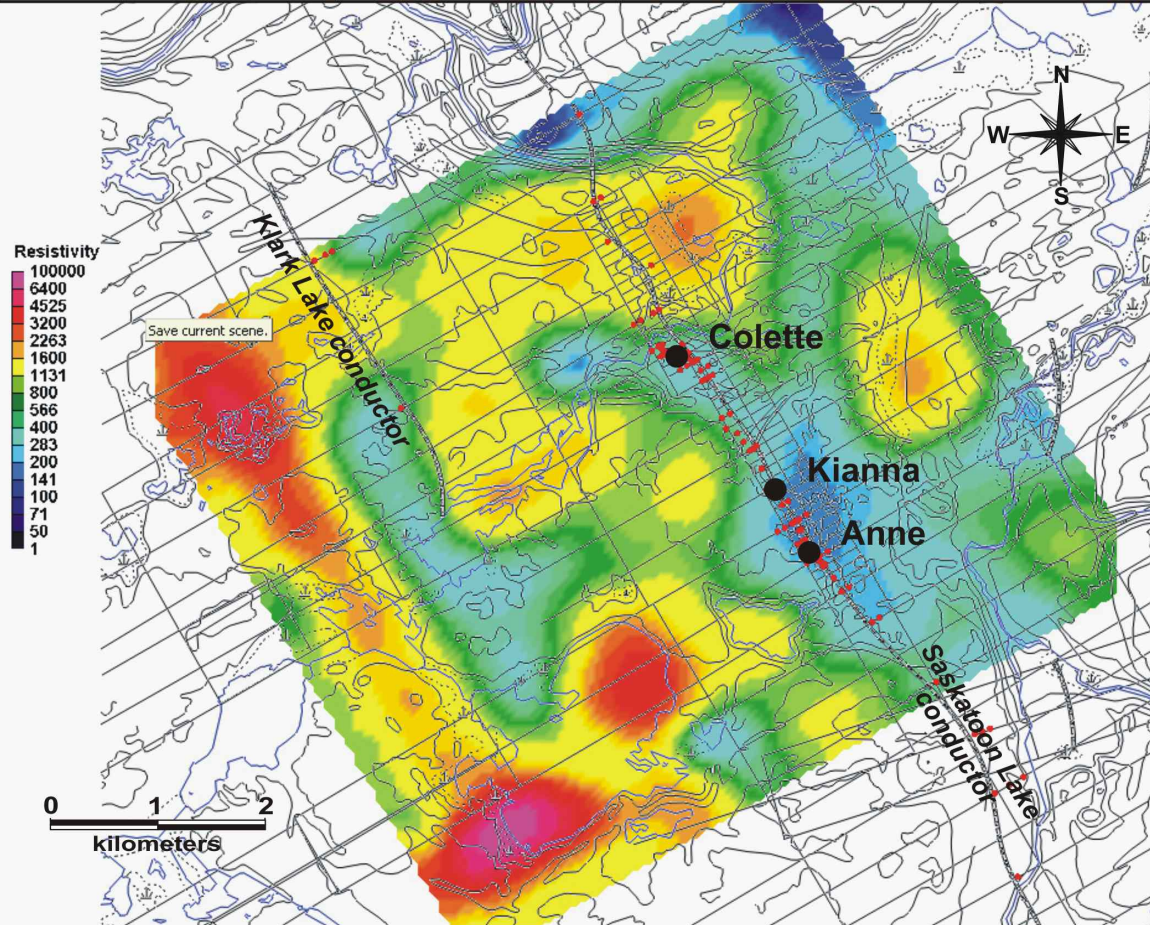 N
W E
S
Klark Lake conductor
Resistivity
100000
6400
4525
3200
2263
1600
1131
800
566
400
283
200
141
100
71
50
1
Save current scene.
Colette
Kianna
Anne
Saskatoon Lake
conductor
0 1 2
kilometers